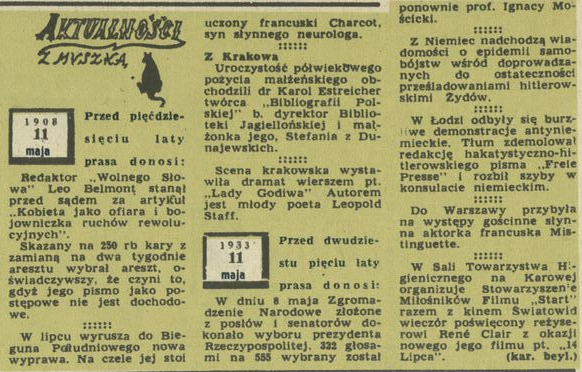 AKTUALNOŚCI
Z MYSZKĄ
1908
11
maja
Przed pięćdzie-
sięciu laty
prasa donosi:
Redaktor „Wolnego Sło-
wa” Leo Belmont stanął
przed sądem za artykuł
„Kobieta jako ofiara i bo-
jowniczka ruchów rewolu-
cyjnych”.
Skazany na 250 rb kary z
zamianą na dwa tygodnie
aresztu wybrał areszt, o-
świadczywszy, że czyni to,
gdyż jego pismo jako po-
stępowe nie jest dochodo-
we.
::::::
W lipcu wyrusza do Bie-
guna Południowego nowa
wyprawa. Na czele jej stoi
uczony francuski Charcot,
syn słynnego neurologa.
::::::
Z Krakowa
Uroczystość półwiekowego
pożycia małżeńskiego ob-
chodzili dr Karol Estreicher
twórca „Bibliografii Pol-
skiej” b. dyrektor Biblio-
teki Jagiellońskiej i mał-
żonka jego, Stefania z Du-
najewskich.
::::::
Scena krakowska wysta-
wiła dramat wierszem pt.
„Lady Godiwa” Autorem
jest młody poeta Leopold
Staff.
1933
11
maja
Przed dwudzie-
stu pięciu laty
prasa donosi:
W dniu 8 maja Zgroma-
dzenie Narodowe złożone
z posłów i senatorów do-
konało wyboru prezydenta
Rzeczypospolitej. 332 głosa-
mi na 555 wybrany został
ponownie prof. Ignacy Mo-
ścicki.
::::::
Z Niemiec nadchodzą wia-
domości o epidemii samo-
bójstw wśród doprowadza-
nych do ostateczności
prześladowaniami hitlerow-
skimi Żydów.
::::::
W Łodzi odbyły się burz-
liwe demonstracje antynie-
mieckie. Tłum zdemolował
redakcję hakatystyczno-hi-
tlerowskiego pisma „Freie
Presse” i rozbił szyby w
konsulacie niemieckim.
::::::
Do Warszawy przybyła
na występy gościnne słyn-
na aktorka francuska Mis-
tinguette.
::::::
W Sali Towarzystwa Hi-
gienicznego na Karowej
organizuje Stowarzyszenie
Miłośników Filmu „Start”
razem z kinem Światowid
wieczór poświęcony reżyse-
rowi René Clair z okazji
nowego jego filmu pt. „14
Lipca”. (kar. beyl.)